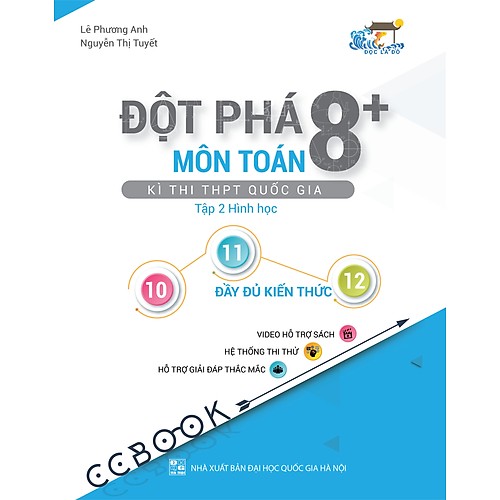 Lê Phương Anh
Nguyễn Thị Tuyết
ĐỌC LÀ ĐỖ
ĐỘT PHÁ 8+
MÔN TOÁN
KÌ THI THPT QUỐC GIA
Tập 2 Hình học
11
10
12
ĐẦY ĐỦ KIẾN THỨC
VIDEO HỖ TRỢ SÁCH
HỆ THỐNG THI THỬ
HỖ TRỢ GIẢI ĐÁP THẮC MẮC
CCBOOK
NHÀ XUẤT BẢN ĐẠI HỌC QUỐC GIA HÀ NỘI